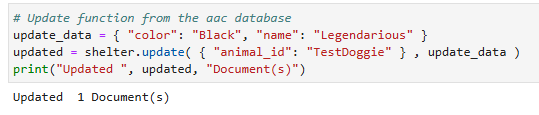 # Update function from the aac database
update_data = { "color": "Black", "name": "Legendarious" }
updated = shelter.update( { "animal_id": "TestDoggie" } , update_data )
print("Updated ", updated, "Document(s)")
Updated  1 Document(s)